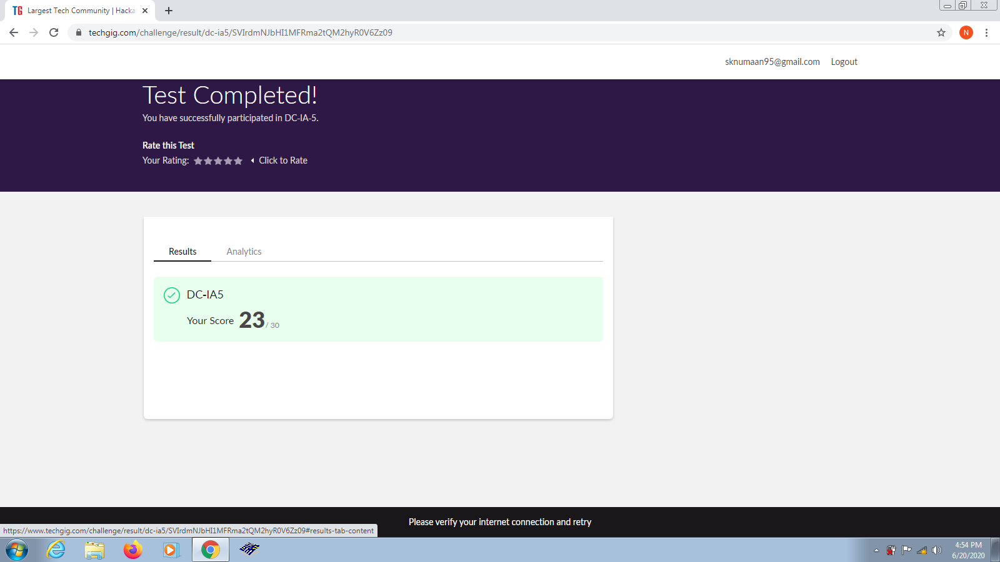 TG Largest Tech Community | Hacka
techgig.com/challenge/result/dc-ia5/SVIrdmNJbHI1MFRma2tQM2hyR0V6Zz09
N
sknumaan95@gmail.com Logout
Test Completed!
You have successfully participated in DC-IA-5.
Rate this Test
Your Rating: Click to Rate
Results Analytics
DC-IA5
Your Score 23 / 30
Please verify your internet connection and retry
https://www.techgig.com/challenge/result/dc-ia5/SVIrdmNJbHI1MFRma2tQM2hyR0V6Zz09#results-tab-content
4:54 PM
6/20/2020